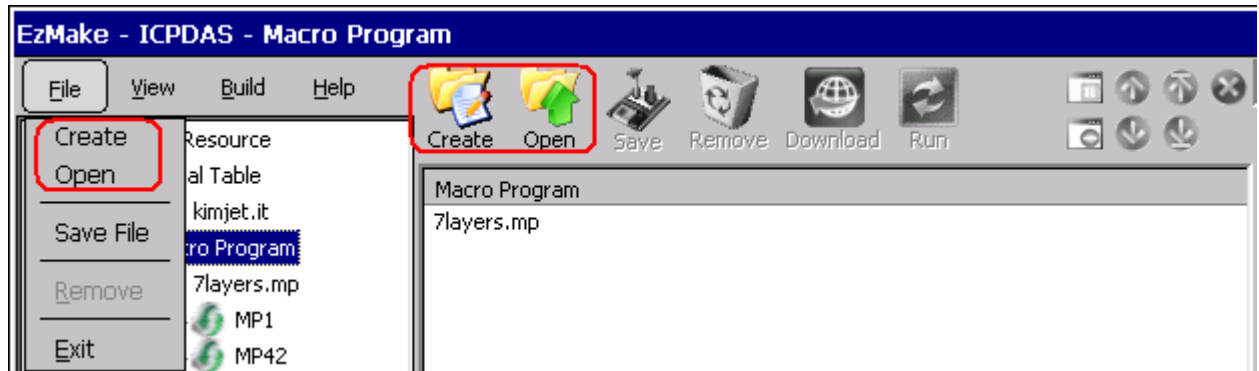 EzMake - ICPDAS - Macro Program
File View Build Help
Create Open Save Remove Download Run
Create
Open
Save File
Remove
Exit
Resource
al Table
kimjet.it
ro Program
7layers.mp
MP1
MP42
Macro Program
7layers.mp